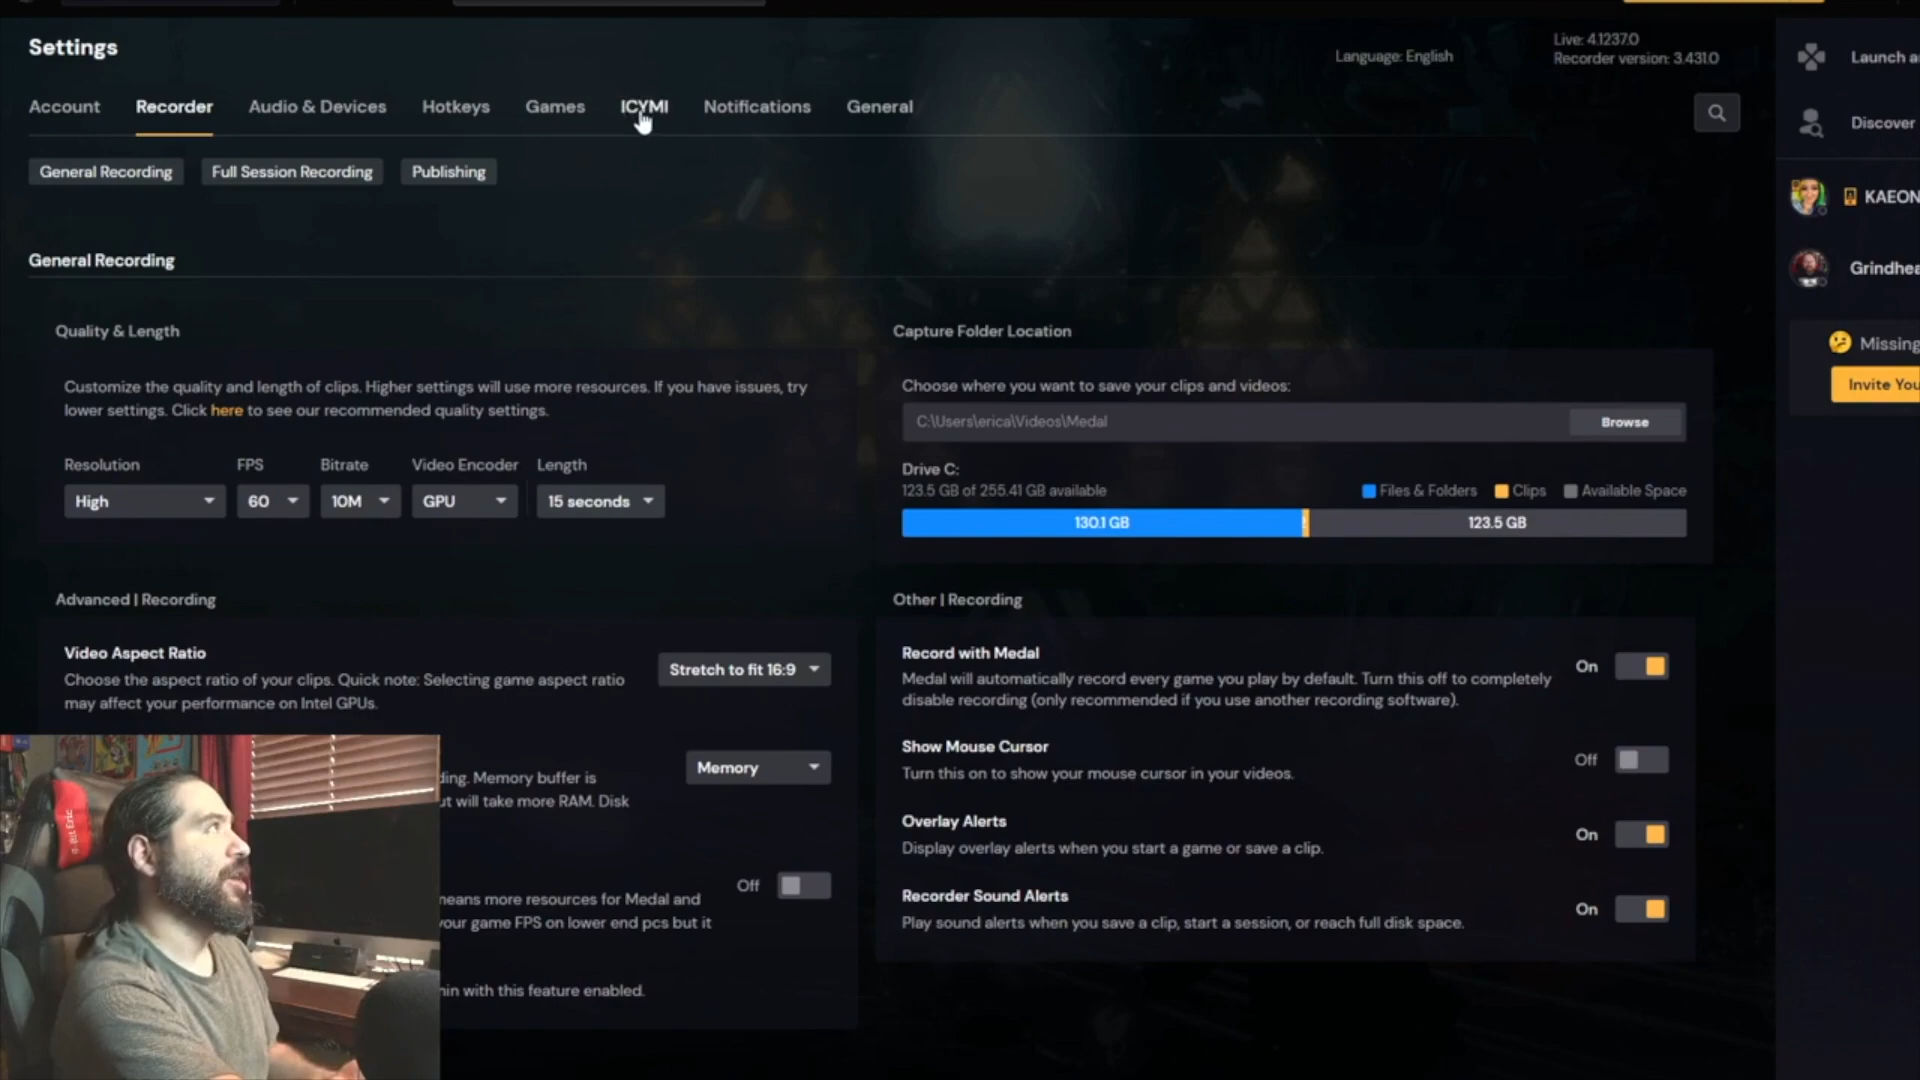 Settings
Language: English
Live: 4.1237.0
Recorder version: 3.431.0
Launch a
Account
Recorder
Audio & Devices
Hotkeys
Games
ICYMI
Notifications
General
Discover
General Recording
Full Session Recording
Publishing
KAEON
General Recording
Grindhea
Quality & Length
Capture Folder Location
Missing
Invite You
Customize the quality and length of clips. Higher settings will use more resources. If you have issues, try
lower settings. Click here to see our recommended quality settings.
Choose where you want to save your clips and videos:
C:\Users\erica\Videos\Medal
Browse
Resolution
FPS
Bitrate
Video Encoder
Length
High
60
10M
GPU
15 seconds
Drive C:
123.5 GB of 255.41 GB available
Files & Folders
Clips
Available Space
130.1 GB
123.5 GB
Advanced | Recording
Other | Recording
Video Aspect Ratio
Choose the aspect ratio of your clips. Quick note: Selecting game aspect ratio
may affect your performance on Intel GPUs.
Stretch to fit 16:9
Record with Medal
Medal will automatically record every game you play by default. Turn this off to completely
disable recording (only recommended if you use another recording software).
On
ding. Memory buffer is
ut will take more RAM. Disk
Memory
Show Mouse Cursor
Turn this on to show your mouse cursor in your videos.
Off
Overlay Alerts
Display overlay alerts when you start a game or save a clip.
On
Off
means more resources for Medal and
your game FPS on lower end pcs but it
Recorder Sound Alerts
Play sound alerts when you save a clip, start a session, or reach full disk space.
On
min with this feature enabled.